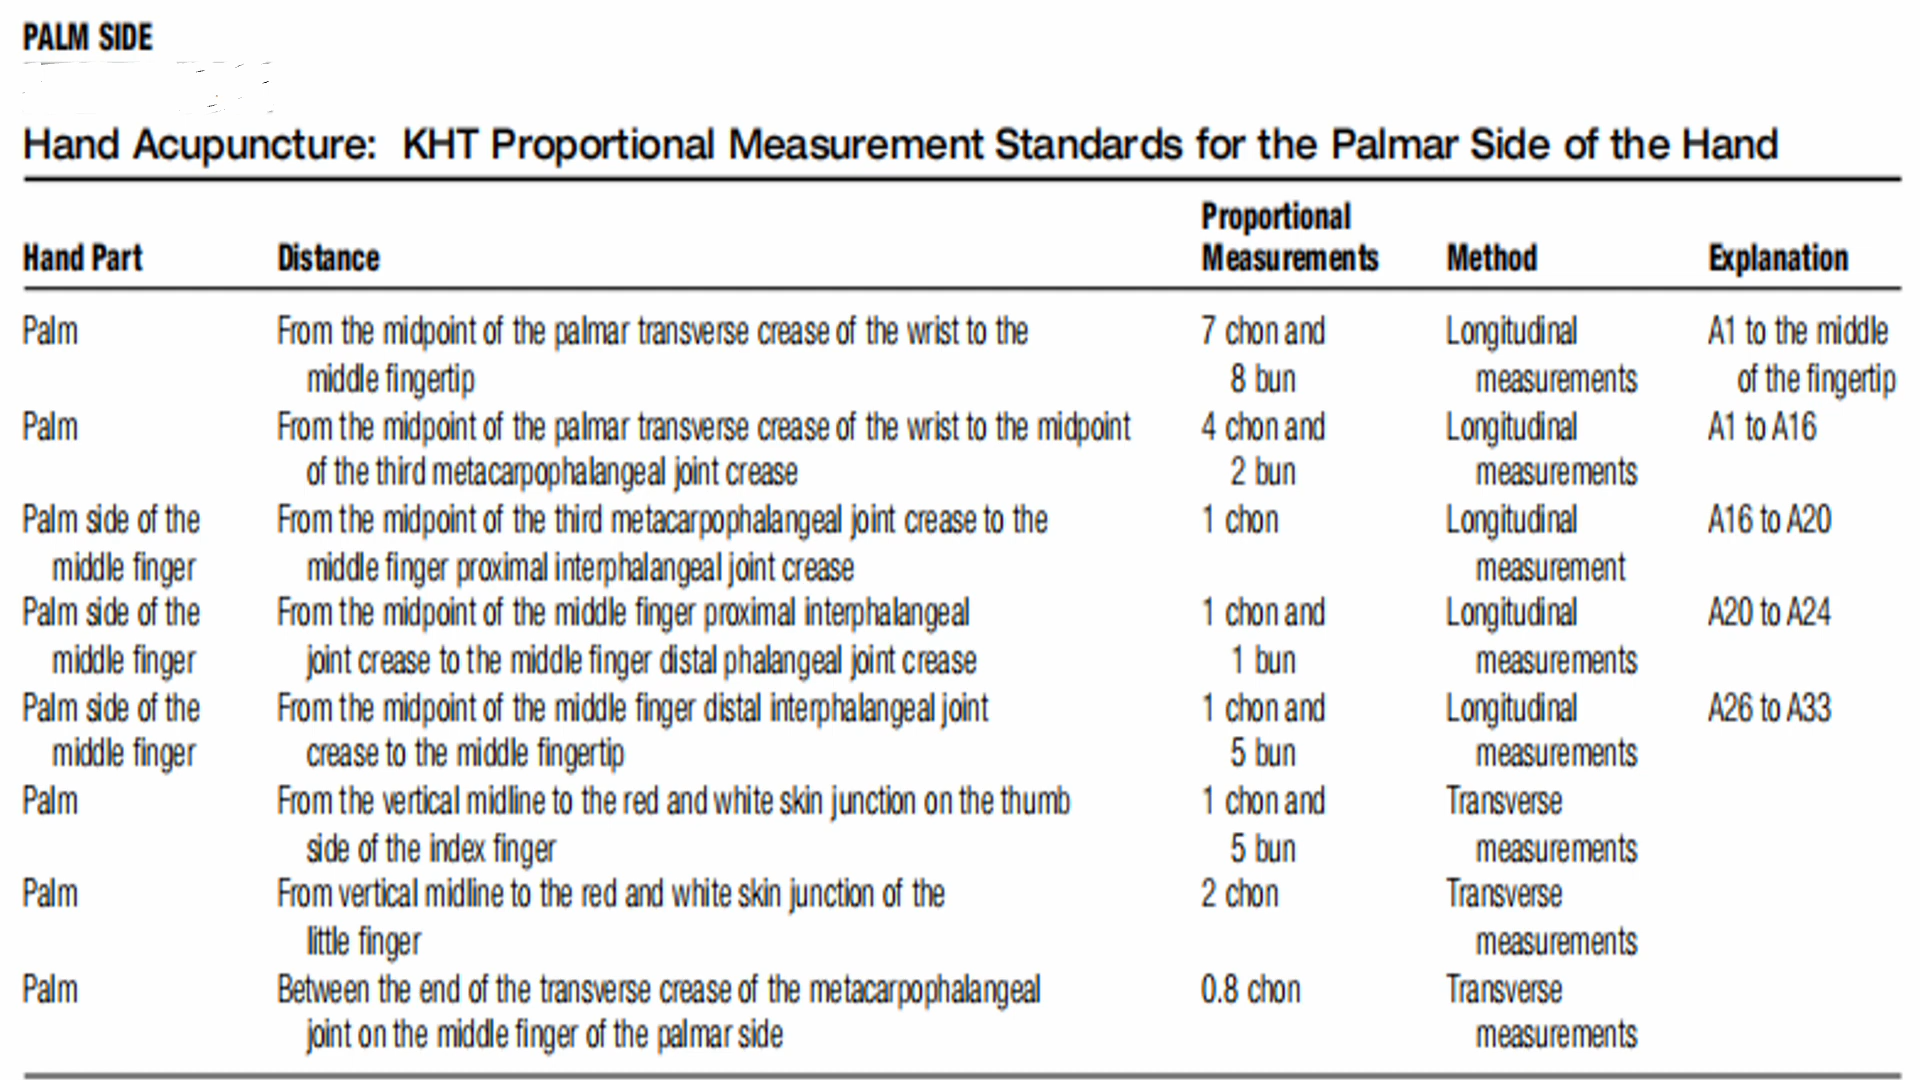 PALM SIDE
Hand Acupuncture: KHT Proportional Measurement Standards for the Palmar Side of the Hand
Proportional
Hand Part Distance Measurements Method Explanation
Palm From the midpoint of the palmar transverse crease of the wrist to the 7 chon and Longitudinal A1 to the middle
middle fingertip 8 bun measurements of the fingertip
Palm From the midpoint of the palmar transverse crease of the wrist to the midpoint 4 chon and Longitudinal A1 to A16
of the third metacarpophalangeal joint crease 2 bun measurements
Palm side of the From the midpoint of the third metacarpophalangeal joint crease to the 1 chon Longitudinal A16 to A20
middle finger middle finger proximal interphalangeal joint crease measurement
Palm side of the From the midpoint of the middle finger proximal interphalangeal 1 chon and Longitudinal A20 to A24
middle finger joint crease to the middle finger distal phalangeal joint crease 1 bun measurements
Palm side of the From the midpoint of the middle finger distal interphalangeal joint 1 chon and Longitudinal A26 to A33
middle finger crease to the middle fingertip 5 bun measurements
Palm From the vertical midline to the red and white skin junction on the thumb 1 chon and Transverse
side of the index finger 5 bun measurements
Palm From vertical midline to the red and white skin junction of the 2 chon Transverse
little finger measurements
Palm Between the end of the transverse crease of the metacarpophalangeal 0.8 chon Transverse
joint on the middle finger of the palmar side measurements